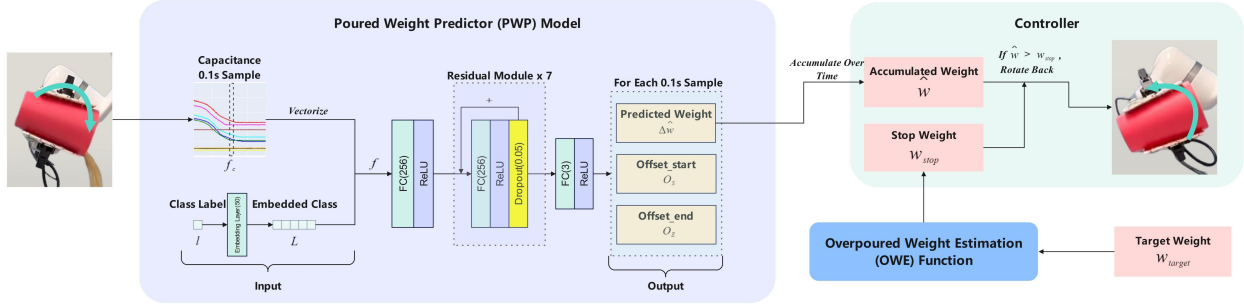 Poured Weight Predictor (PWP) Model
Capacitance
0.1s Sample
f_c
Vectorize
Class Label
l
Embedding Layer(50)
Embedded Class
L
Input
f
FC(256)
ReLU
Residual Module x 7
+
FC(256)
ReLU
Dropout(0.05)
FC(3)
ReLU
For Each 0.1s Sample
Predicted Weight
Δŵ
Offset_start
Offset_end
Output
Accumulate Over
Time
Controller
Accumulated Weight
ŵ
Stop Weight
w_stop
If ŵ > w_stop ,
Rotate Back
Overpoured Weight Estimation
(OWE) Function
Target Weight
w_target